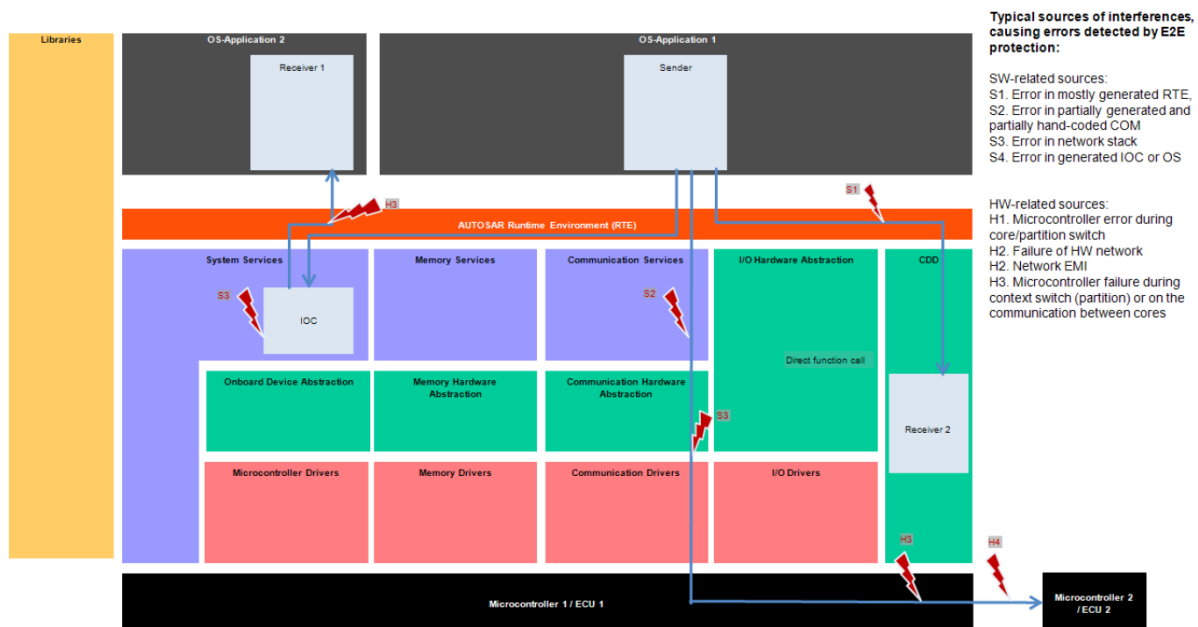 Typical sources of interferences,
causing errors detected by E2E
protection:
SW-related sources:
S1. Error in mostly generated RTE,
S2. Error in partially generated and
partially hand-coded COM
S3. Error in network stack
S4. Error in generated IOC or OS
HW-related sources:
H1. Microcontroller error during
core/partition switch
H2. Failure of HW network
H2. Network EMI
H3. Microcontroller failure during
context switch (partition) or on the
communication between cores
Libraries
OS-Application 2
OS-Application 1
Receiver 1
Sender
S1
H3
AUTOSAR Runtime Environment (RTE)
System Services
Memory Services
Communication Services
I/O Hardware Abstraction
CDD
S3
S2
IOC
Direct function call
Onboard Device Abstraction
Memory Hardware
Abstraction
Communication Hardware
Abstraction
S3
Receiver 2
Microcontroller Drivers
Memory Drivers
Communication Drivers
I/O Drivers
H3
H4
Microcontroller 1 / ECU 1
Microcontroller 2
/ ECU 2